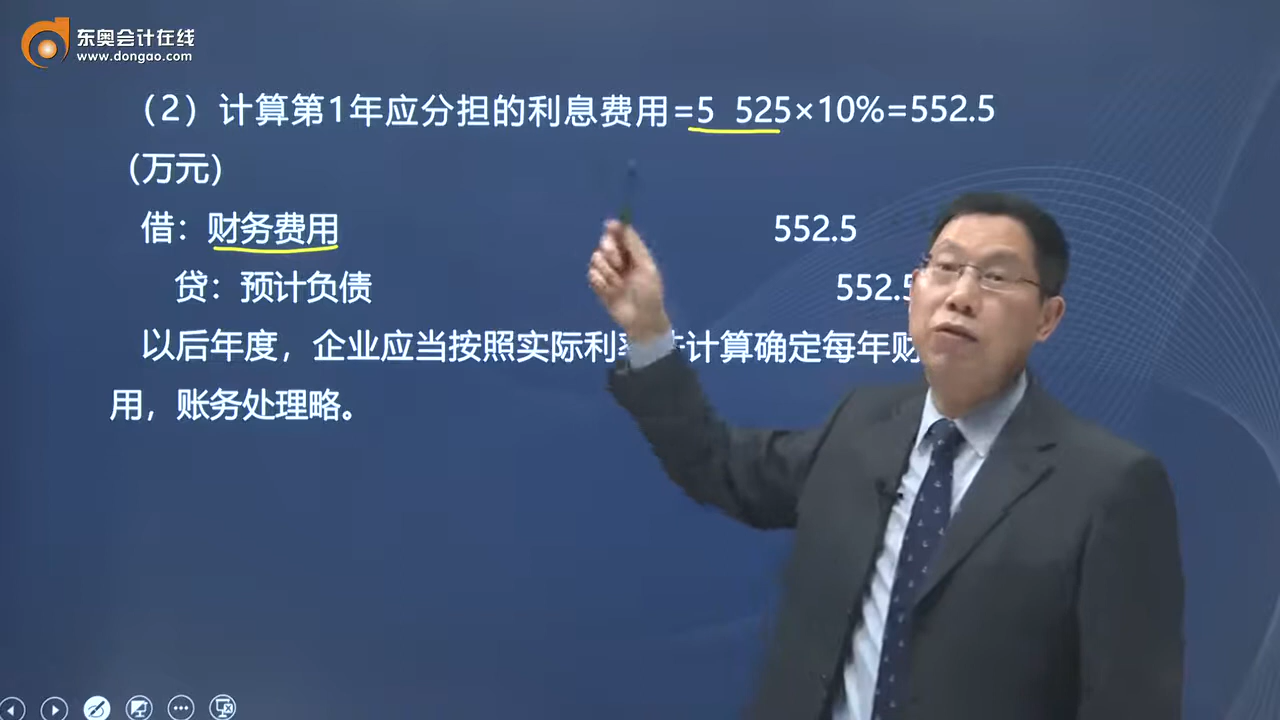 东奥会计在线
www.dongao.com
（2）计算第1年应分担的利息费用=5 525×10%=552.5
(万元)
借：财务费用 552.5
贷：预计负债 552.5
以后年度，企业应当按照实际利率 计算确定每年财
用，账务处理略。